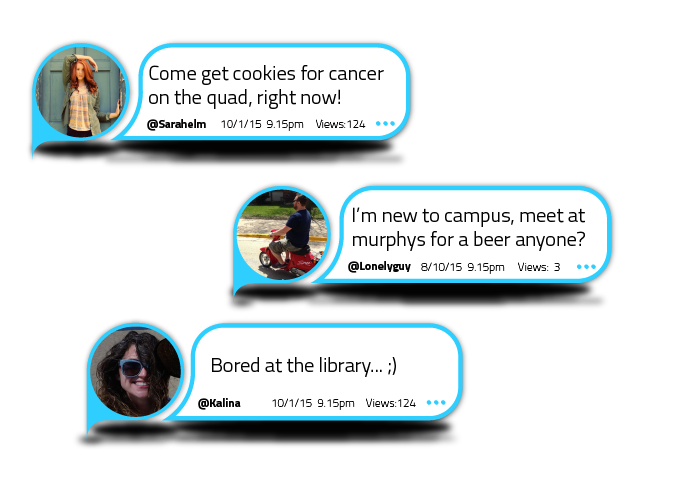 Come get cookies for cancer
on the quad, right now!
@Sarahelm 10/1/15 9.15pm Views:124
I'm new to campus, meet at
murphys for a beer anyone?
@Lonelyguy 8/10/15 9.15pm Views: 3
Bored at the library... ;)
@Kalina 10/1/15 9.15pm Views:124